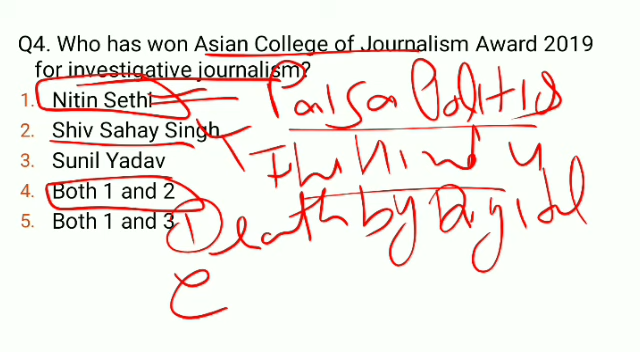 Q4. Who has won Asian College of Journalism Award 2019
for investigative journalism?
1. Nitin Sethi
Paisa Politics
2. Shiv Sahay Singh
The Hindu
3. Sunil Yadav
4. Both 1 and 2
Death by Digital
5. Both 1 and 3
e